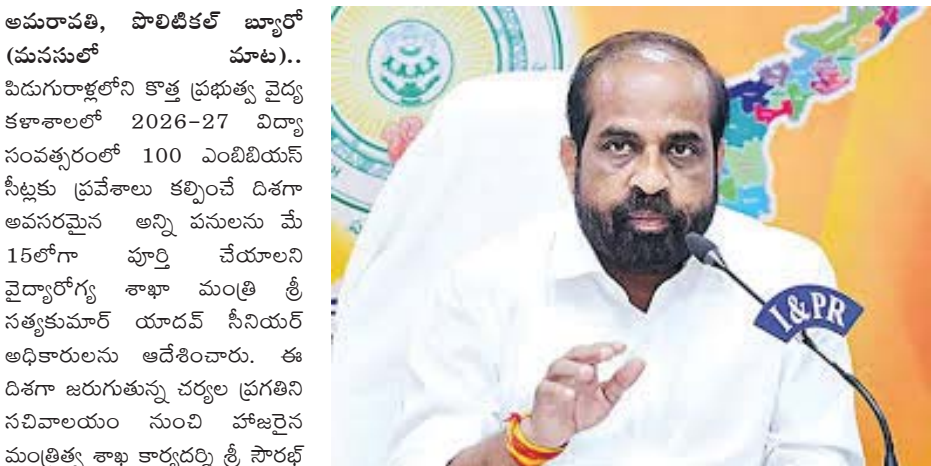 అమరావతి, పొలిటికల్ బ్యూరో
(మనసులో మాట)..
పిడుగురాళ్లలోని కొత్త ప్రభుత్వ వైద్య
కళాశాలలో 2026-27 విద్యా
సంవత్సరంలో 100 ఎంబిబియస్
సీట్లకు ప్రవేశాలు కల్పించే దిశగా
అవసరమైన అన్ని పనులను మే
15లోగా పూర్తి చేయాలని
వైద్యారోగ్య శాఖా మంత్రి శ్రీ
సత్యకుమార్ యాదవ్ సీనియర్
అధికారులను ఆదేశించారు. ఈ
దిశగా జరుగుతున్న చర్యల ప్రగతిని
సచివాలయం నుంచి హాజరైన
మంత్రిత్వ శాఖ కార్యదర్శి శ్రీ సౌరభ్
I&PR